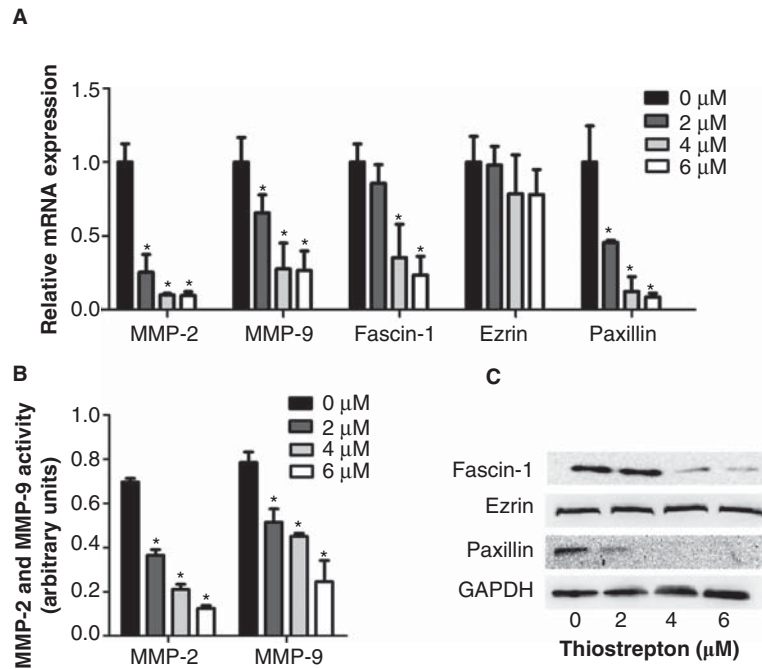 A
Relative mRNA expression
1.5
1.0
0.5
0.0
0 μM
2 μM
4 μM
6 μM
* * *
* * *
* *
* * *
MMP-2 MMP-9 Fascin-1 Ezrin Paxillin
B
MMP-2 and MMP-9 activity
(arbitrary units)
1.0
0.8
0.6
0.4
0.2
0.0
0 μM
2 μM
4 μM
6 μM
* * *
* * *
MMP-2 MMP-9
C
Fascin-1
Ezrin
Paxillin
GAPDH
0 2 4 6
Thiostrepton (μM)